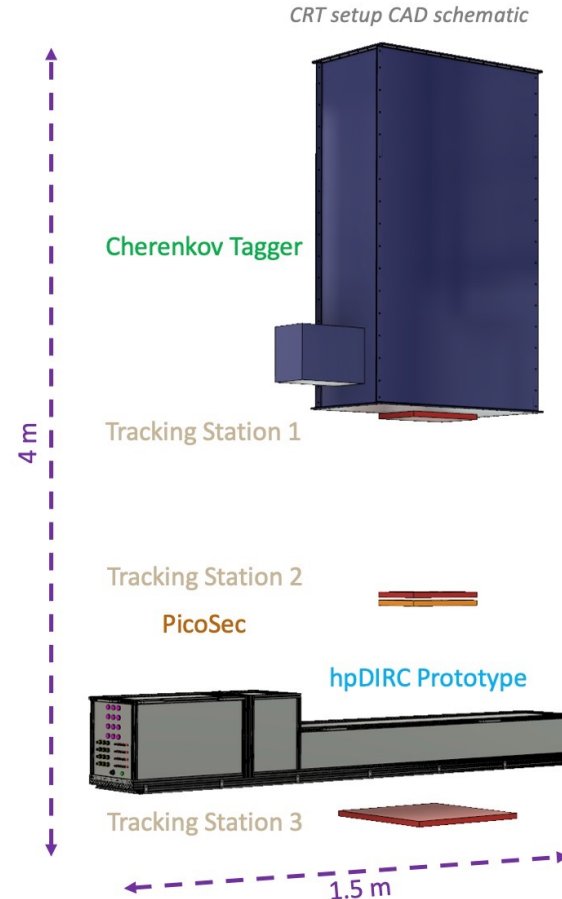 CRT setup CAD schematic
Cherenkov Tagger
4 m
Tracking Station 1
Tracking Station 2
PicoSec
hpDIRC Prototype
Tracking Station 3
1.5 m